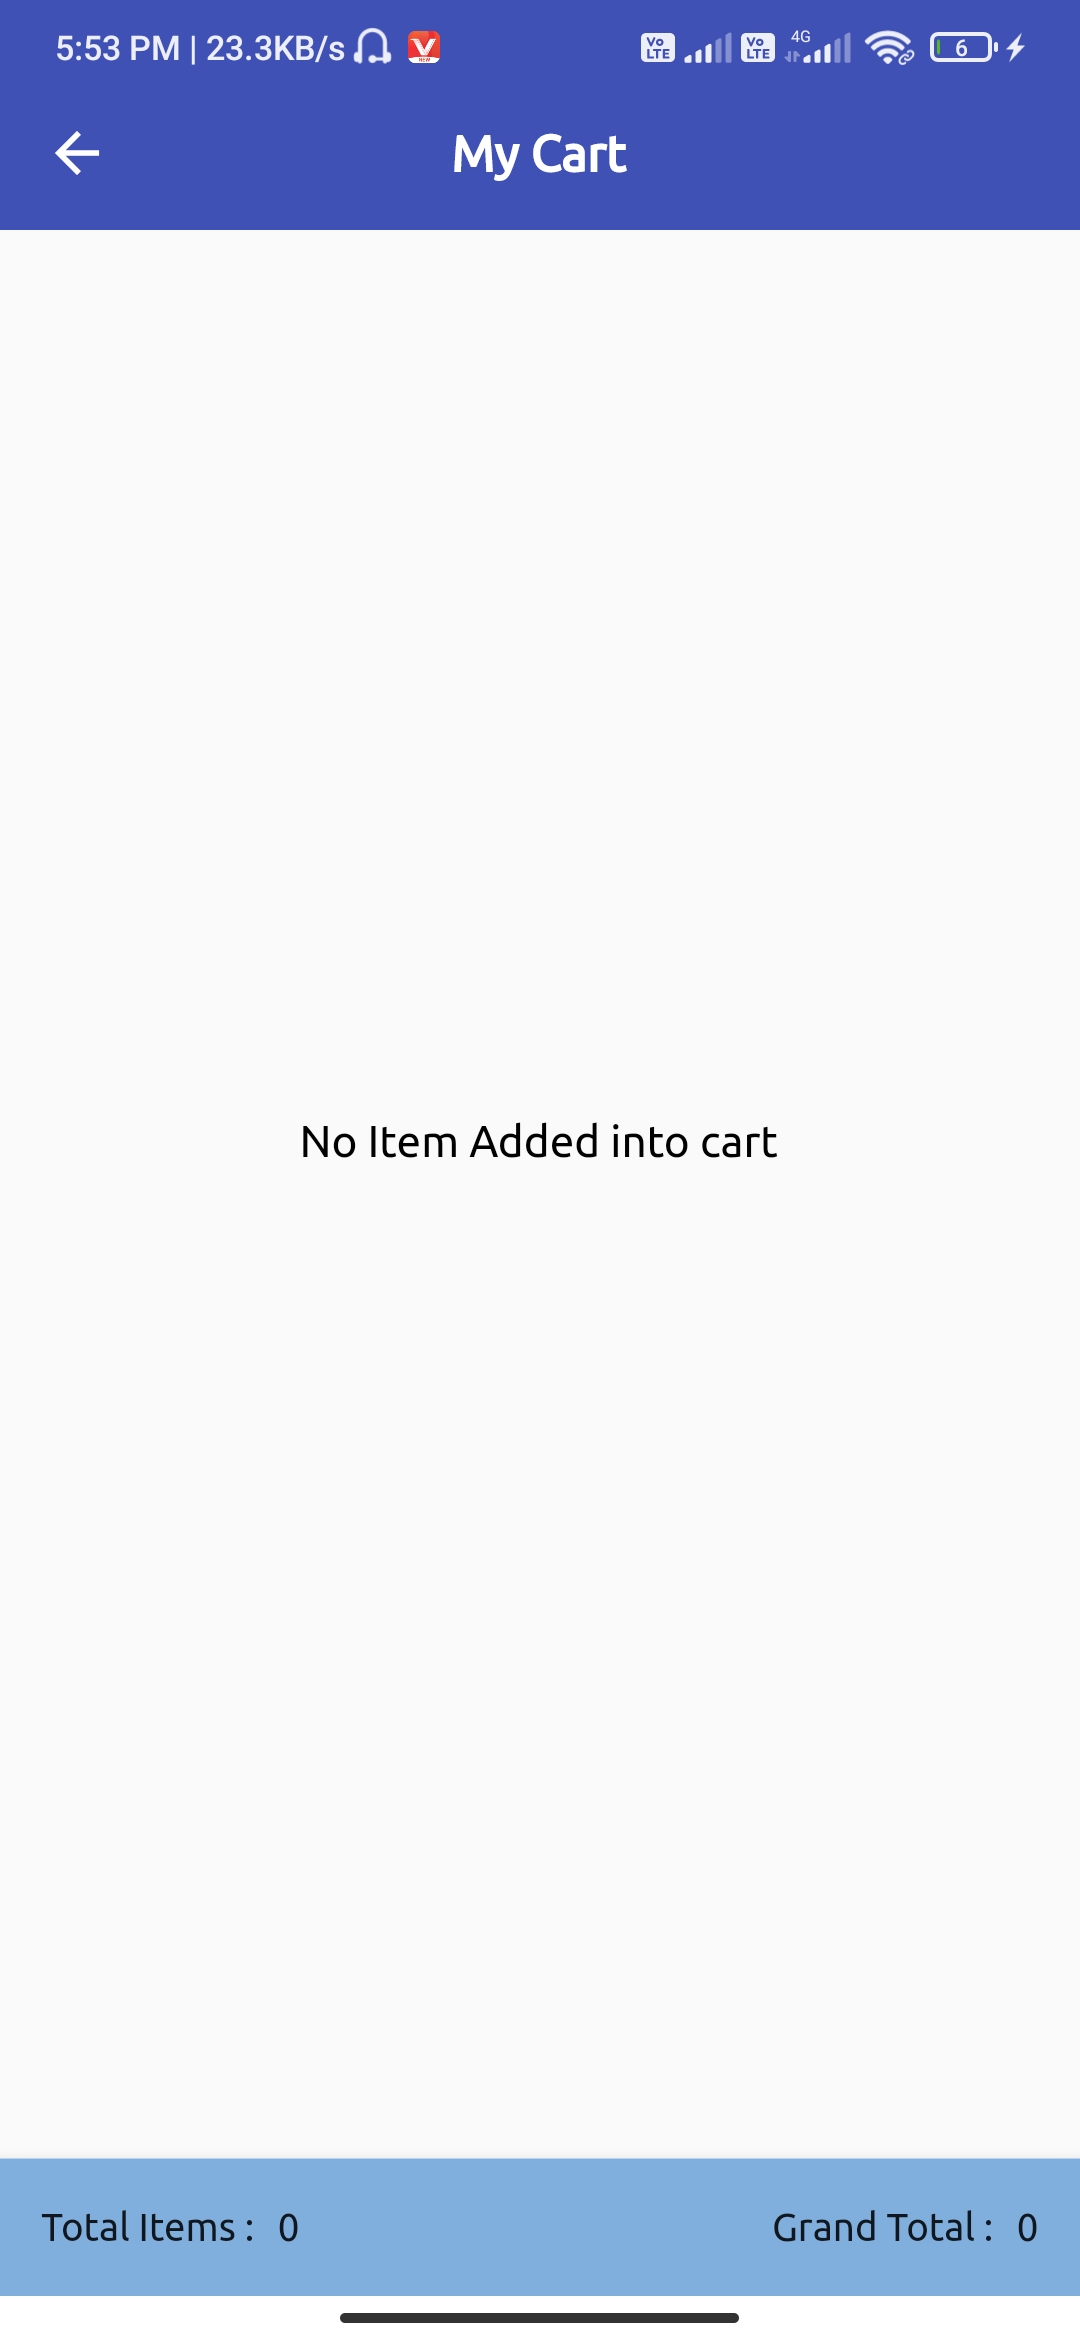 5:53 PM | 23.3KB/s V NEW Vo LTE Vo LTE 4G 6
My Cart
No Item Added into cart
Total Items : 0 Grand Total : 0